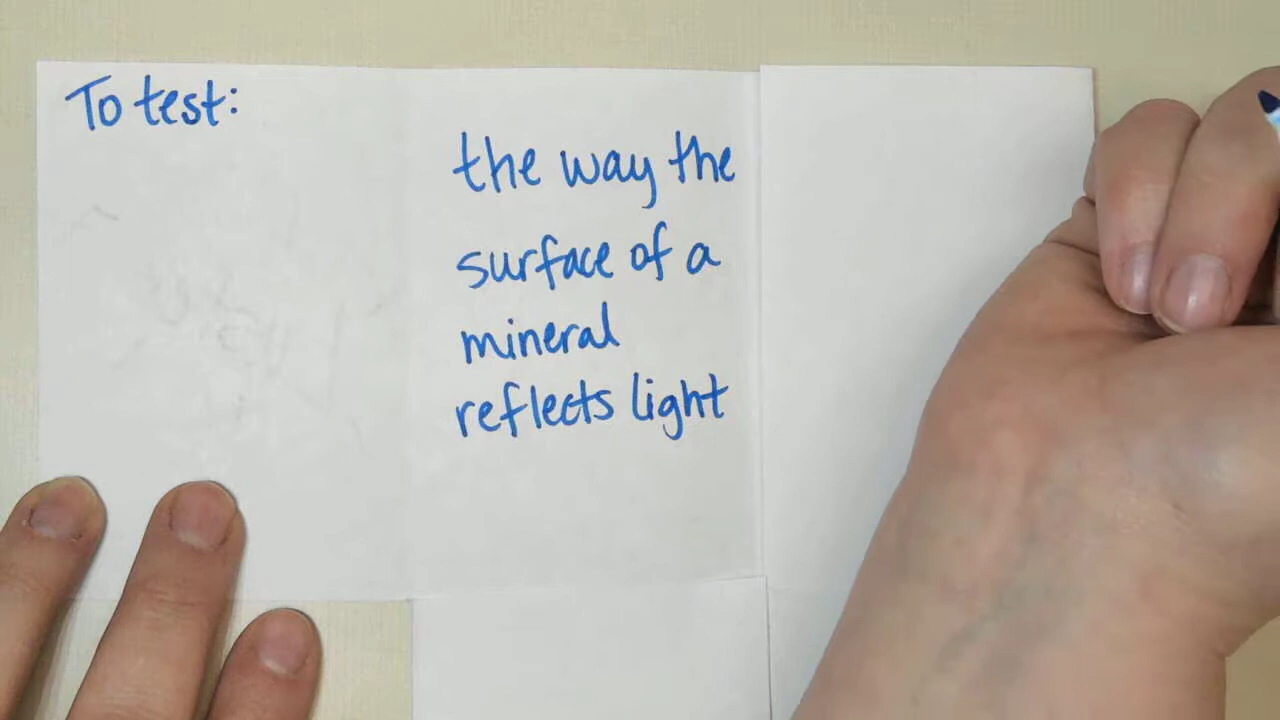 To test:
the way the
surface of a
mineral
reflects light